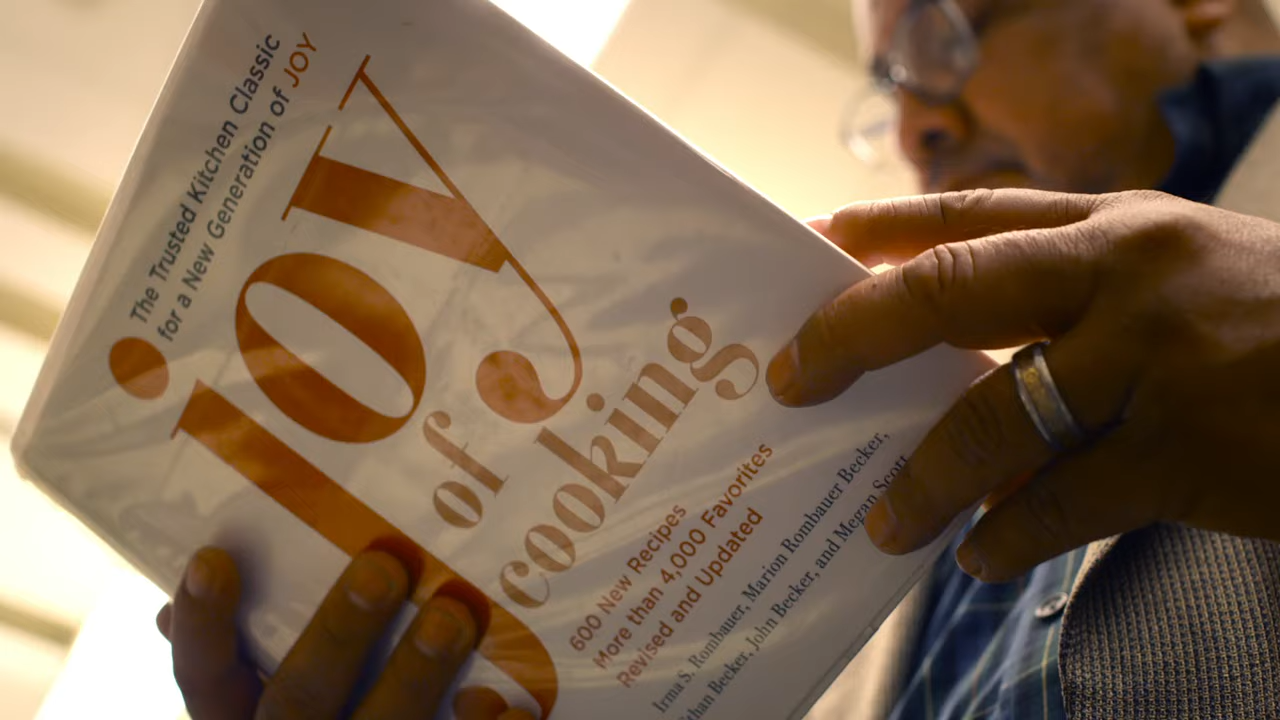 The Trusted Kitchen Classic
for a New Generation of JOY
joy
of
cooking
600 New Recipes
More than 4,000 Favorites
Revised and Updated
Irma S. Rombauer, Marion Rombauer Becker,
than Becker, John Becker, and Megan Scott